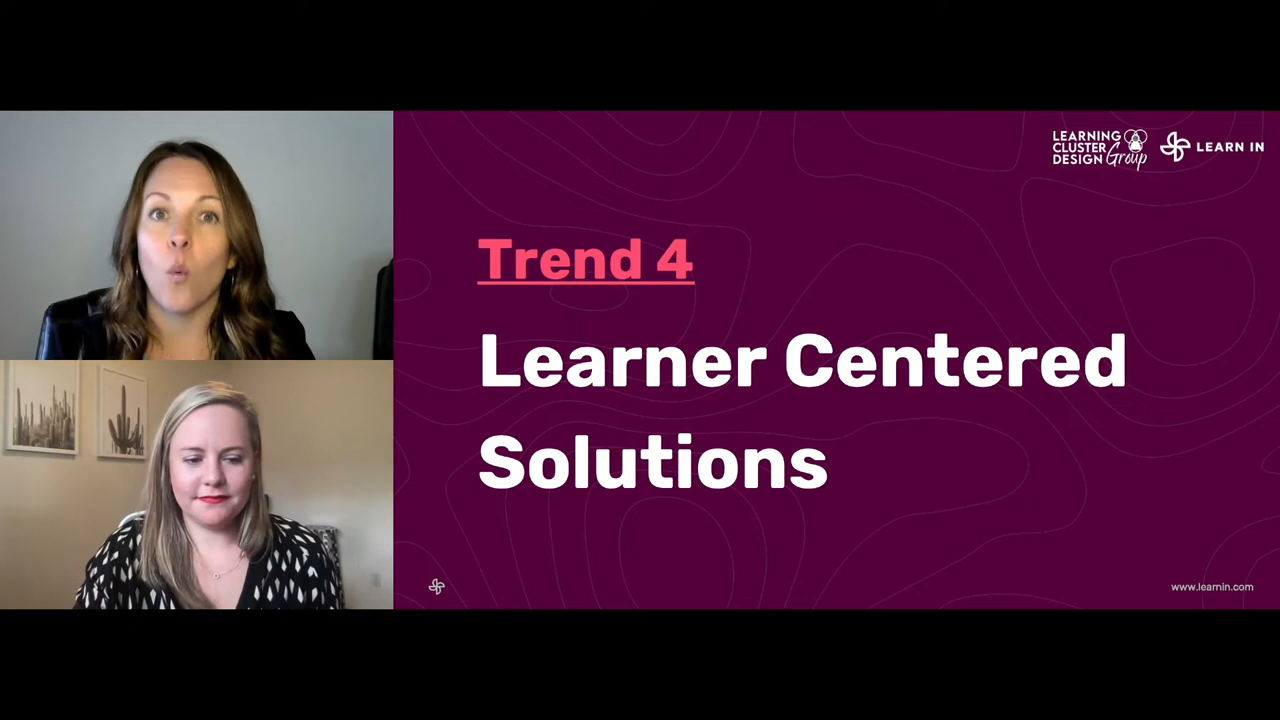 LEARNING
CLUSTER
DESIGN Group
LEARN IN
Trend 4
Learner Centered
Solutions
www.learnin.com